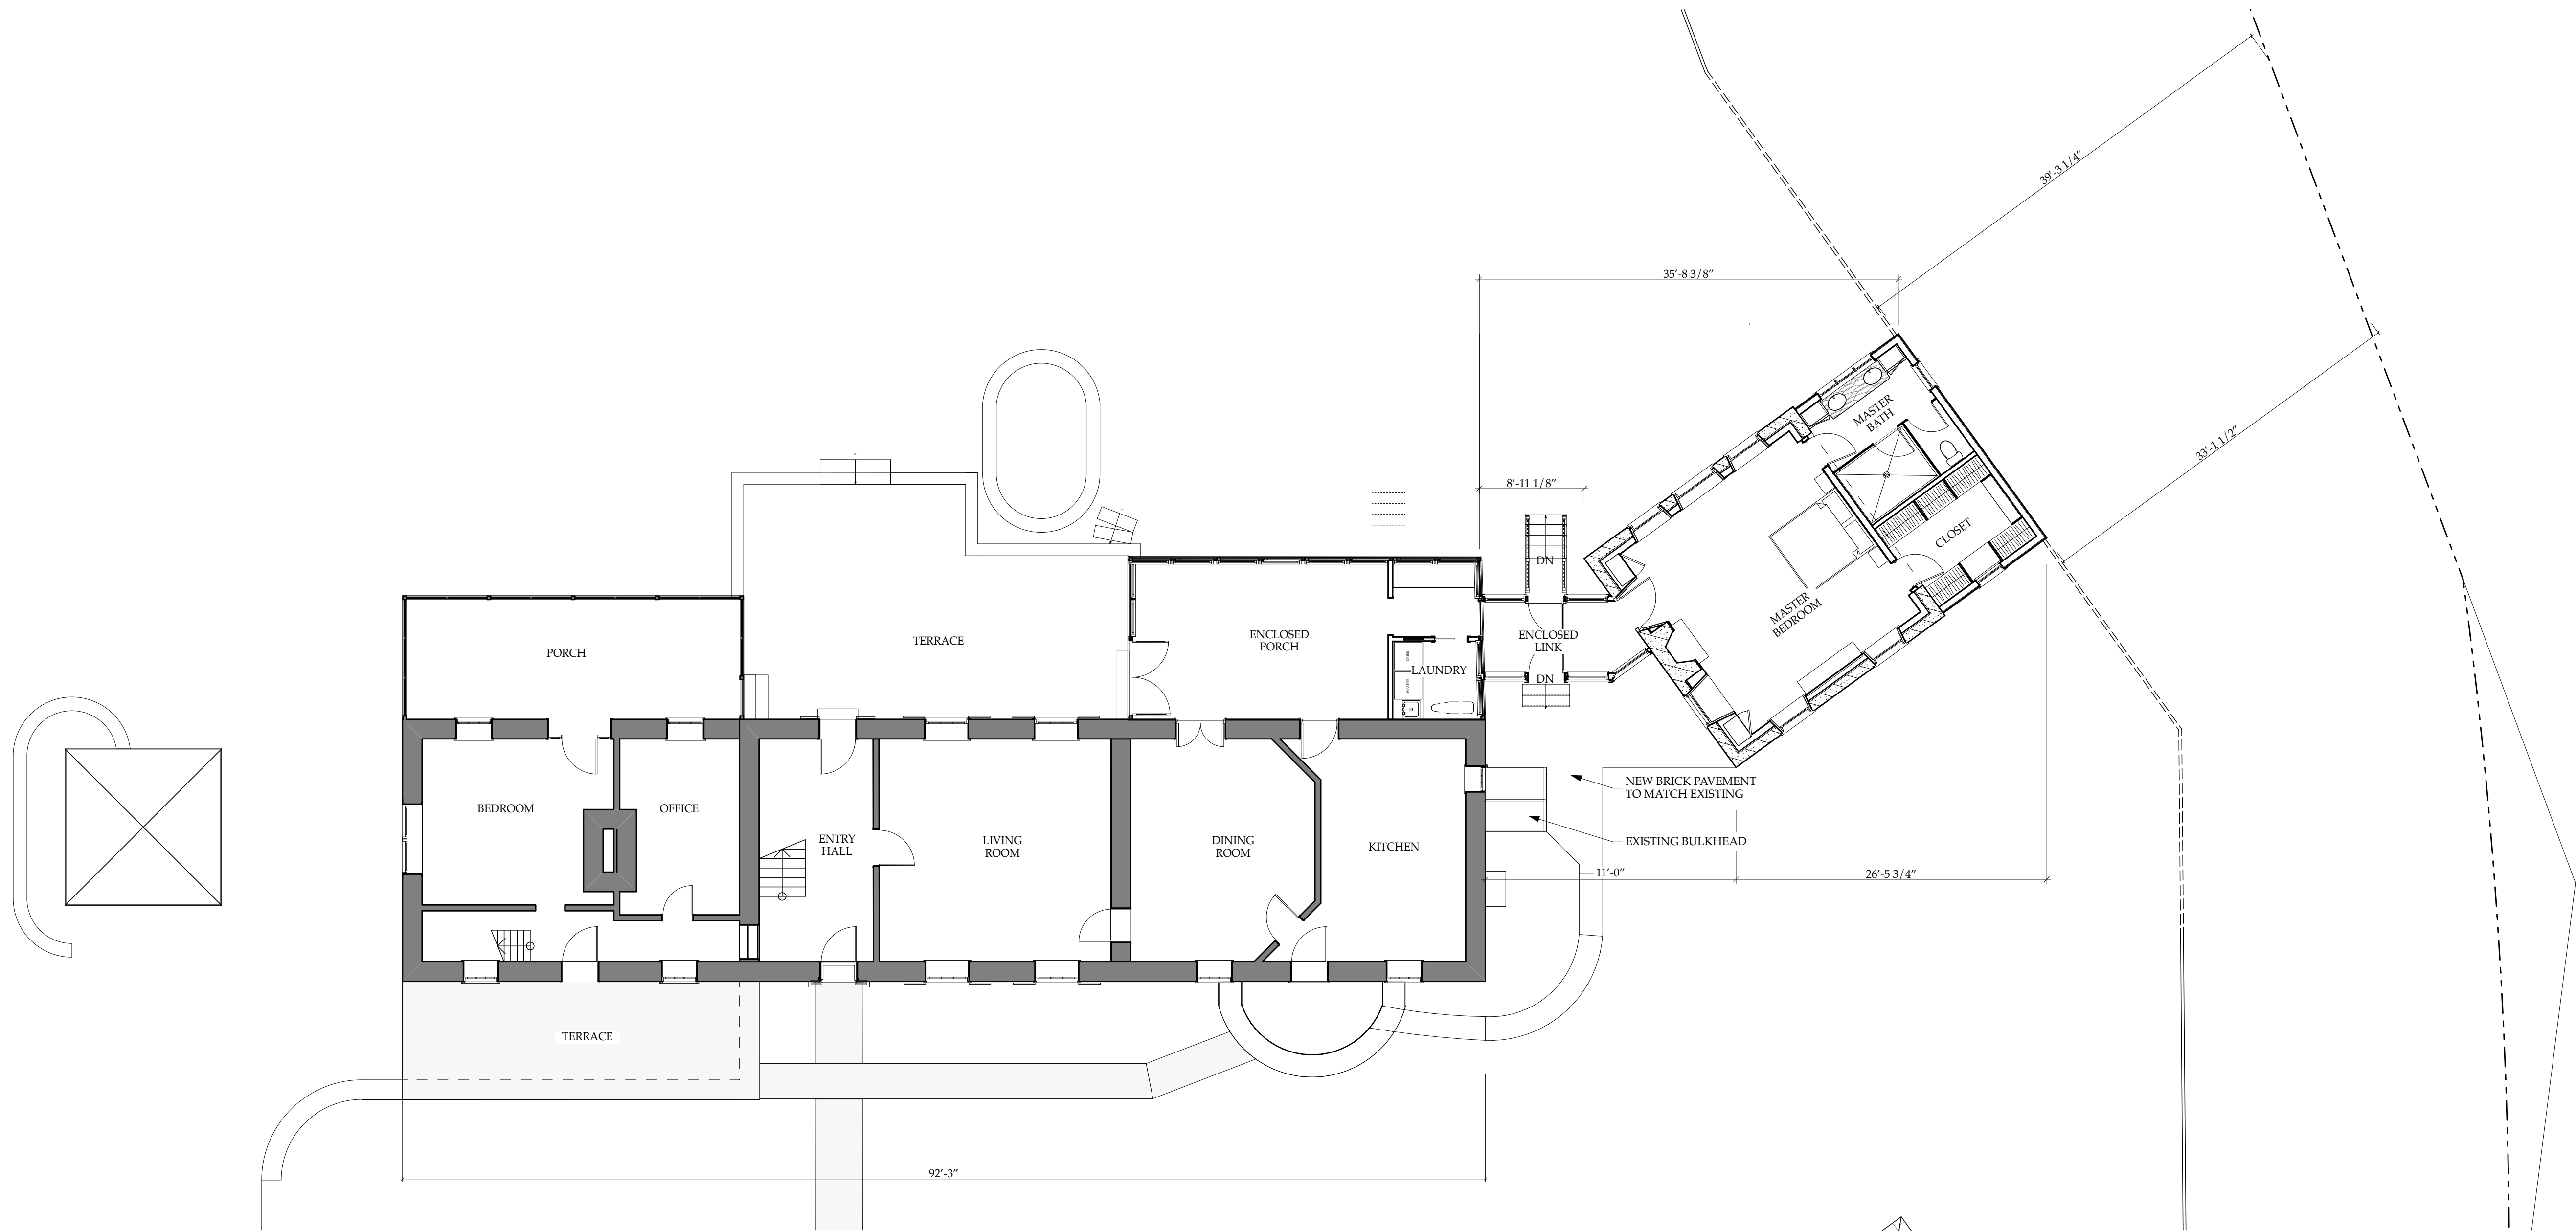 39'-3 1/4"
35'-8 3/8"
MASTER
BATH
33'-1 1/2"
8'-11 1/8"
CLOSET
DN
MASTER
BEDROOM
TERRACE
ENCLOSED
PORCH
ENCLOSED
LINK
PORCH
LAUNDRY
DN
NEW BRICK PAVEMENT
TO MATCH EXISTING
BEDROOM
OFFICE
ENTRY
HALL
LIVING
ROOM
DINING
ROOM
KITCHEN
EXISTING BULKHEAD
11'-0"
26'-5 3/4"
TERRACE
92'-3"